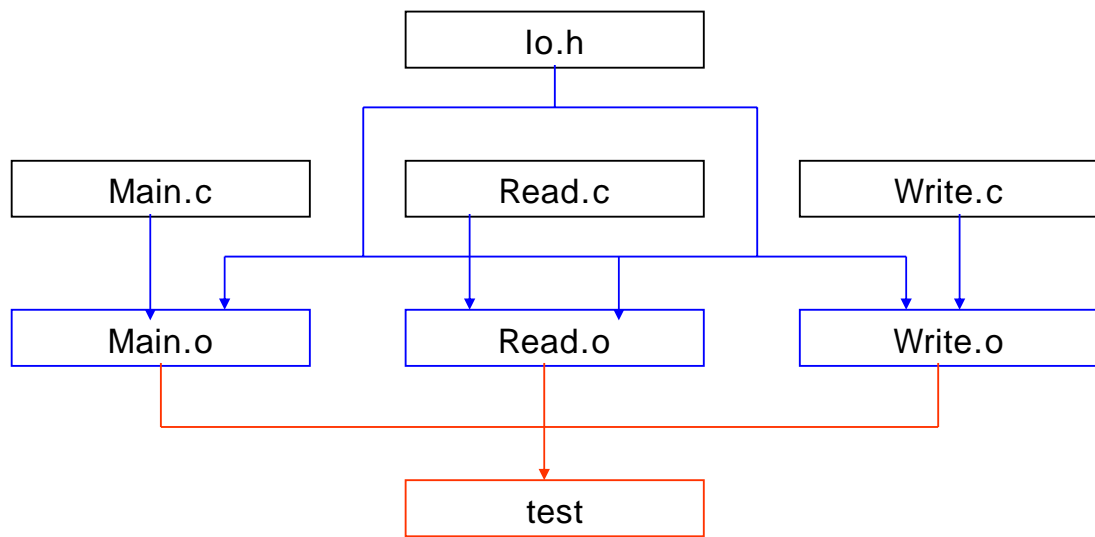 Io.h
Main.c
Read.c
Write.c
Main.o
Read.o
Write.o
test